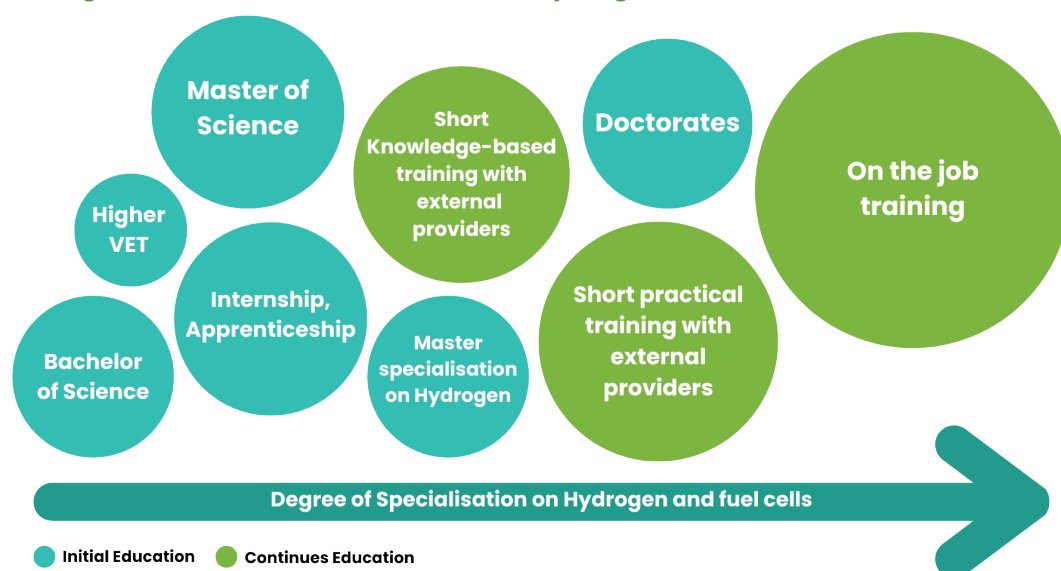 Master of
Science
Short
Knowledge-based
training with
external
providers
Doctorates
On the job
training
Higher
VET
Internship,
Apprenticeship
Bachelor
of Science
Master
specialisation
on Hydrogen
Short practical
training with
external
providers
Degree of Specialisation on Hydrogen and fuel cells
Initial Education
Continues Education